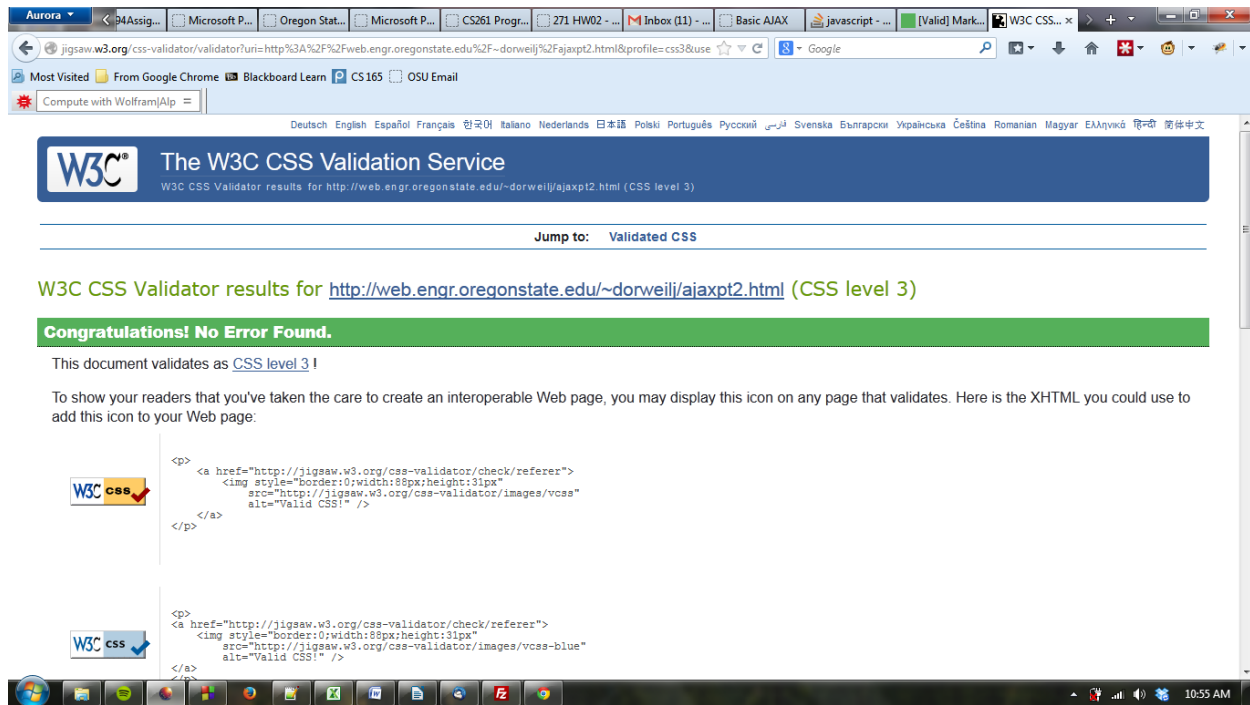 Aurora
94Assig...
Microsoft P...
Oregon Stat...
Microsoft P...
CS261 Progr...
271 HW02 - ...
Inbox (11) - ...
Basic AJAX
javascript - ...
[Valid] Mark...
W3C CSS...
jigsaw.w3.org/css-validator/validator?uri=http%3A%2F%2Fweb.engr.oregonstate.edu%2F~dorweilj%2Fajaxpt2.html&profile=css3&use
Google
Most Visited From Google Chrome Blackboard Learn CS 165 OSU Email
Compute with Wolfram|Alp =
Deutsch English Español Français 한국어 Italiano Nederlands 日本語 Polski Português Русский فارسی Svenska Български Українська Čeština Romanian Magyar Ελληνικά हिन्दी 简体中文
W3C®
The W3C CSS Validation Service
W3C CSS Validator results for http://web.engr.oregonstate.edu/~dorweilj/ajaxpt2.html (CSS level 3)
Jump to: Validated CSS
W3C CSS Validator results for http://web.engr.oregonstate.edu/~dorweilj/ajaxpt2.html (CSS level 3)
Congratulations! No Error Found.
This document validates as CSS level 3 !
To show your readers that you've taken the care to create an interoperable Web page, you may display this icon on any page that validates. Here is the XHTML you could use to
add this icon to your Web page:
W3C css
<p>
<a href="http://jigsaw.w3.org/css-validator/check/referer">
<img style="border:0;width:88px;height:31px"
src="http://jigsaw.w3.org/css-validator/images/vcss"
alt="Valid CSS!" />
</a>
</p>
W3C css
<p>
<a href="http://jigsaw.w3.org/css-validator/check/referer">
<img style="border:0;width:88px;height:31px"
src="http://jigsaw.w3.org/css-validator/images/vcss-blue"
alt="Valid CSS!" />
</a>
</p>
10:55 AM